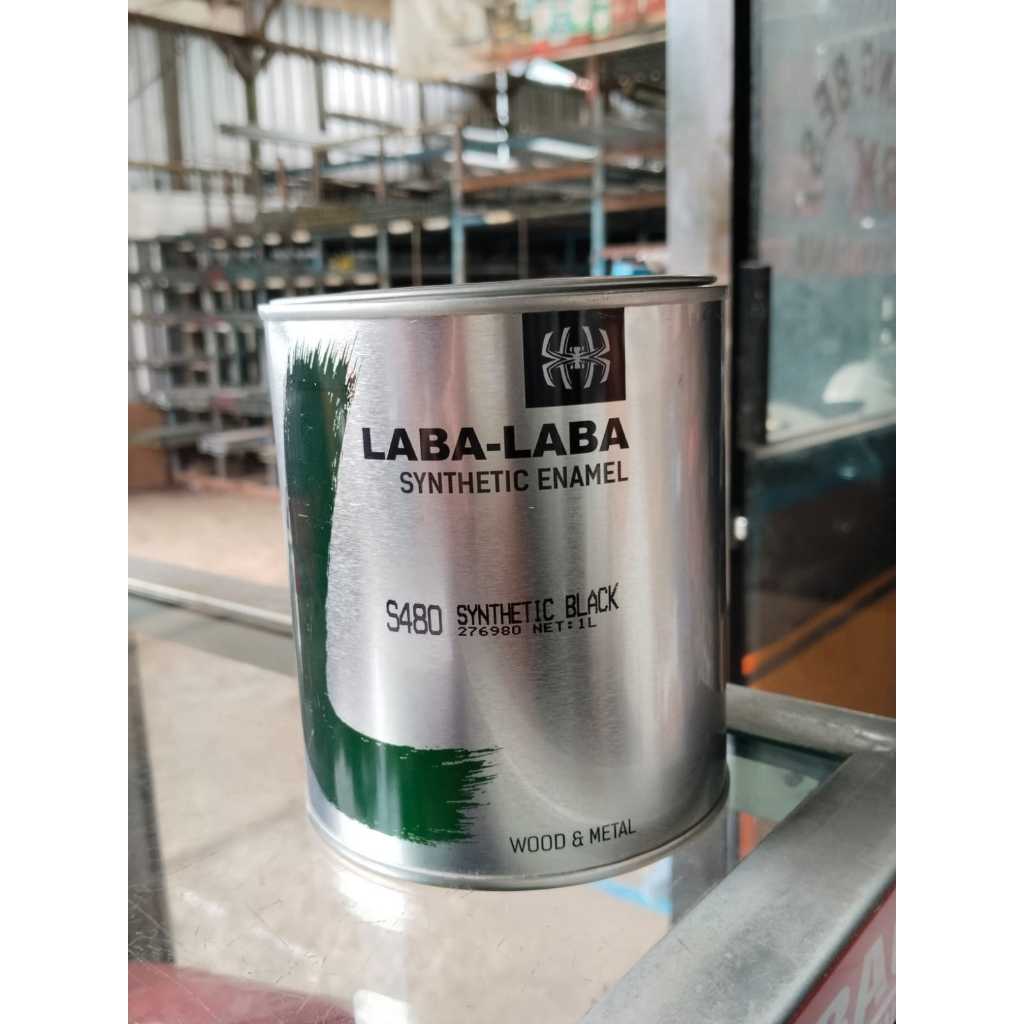 LABA-LABA
SYNTHETIC ENAMEL
S480 SYNTHETIC BLACK
276980 NET:1L
WOOD & METAL